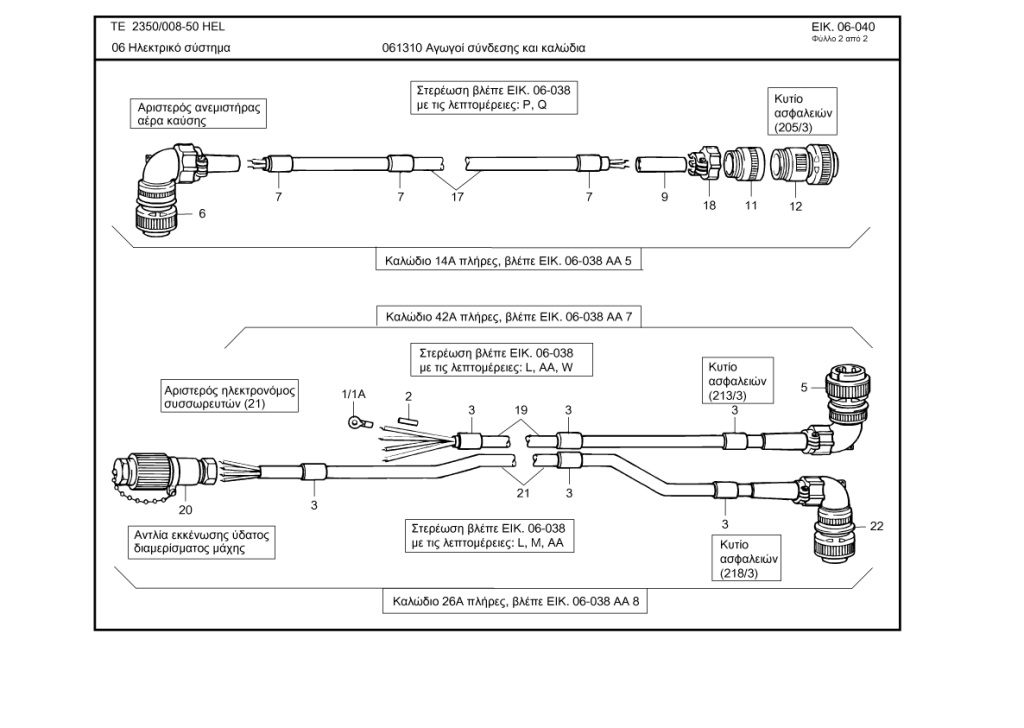 TE 2350/008-50 HEL
ΕΙΚ. 06-040
Φύλλο 2 από 2
06 Ηλεκτρικό σύστημα
061310 Αγωγοί σύνδεσης και καλώδια
Αριστερός ανεμιστήρας
αέρα καύσης
Στερέωση βλέπε ΕΙΚ. 06-038
με τις λεπτομέρειες: P, Q
Κυτίο
ασφαλειών
(205/3)
7
7
17
7
9
18
11
12
6
Καλώδιο 14Α πλήρες, βλέπε ΕΙΚ. 06-038 ΑΑ 5
Καλώδιο 42Α πλήρες, βλέπε ΕΙΚ. 06-038 ΑΑ 7
Στερέωση βλέπε ΕΙΚ. 06-038
με τις λεπτομέρειες: L, AA, W
Αριστερός ηλεκτρονόμος
συσσωρευτών (21)
Κυτίο
ασφαλειών
(213/3)
5
1/1Α
2
3
19
3
3
20
3
21
3
3
22
Αντλία εκκένωσης ύδατος
διαμερίσματος μάχης
Στερέωση βλέπε ΕΙΚ. 06-038
με τις λεπτομέρειες: L, M, AA
Κυτίο
ασφαλειών
(218/3)
Καλώδιο 26Α πλήρες, βλέπε ΕΙΚ. 06-038 ΑΑ 8